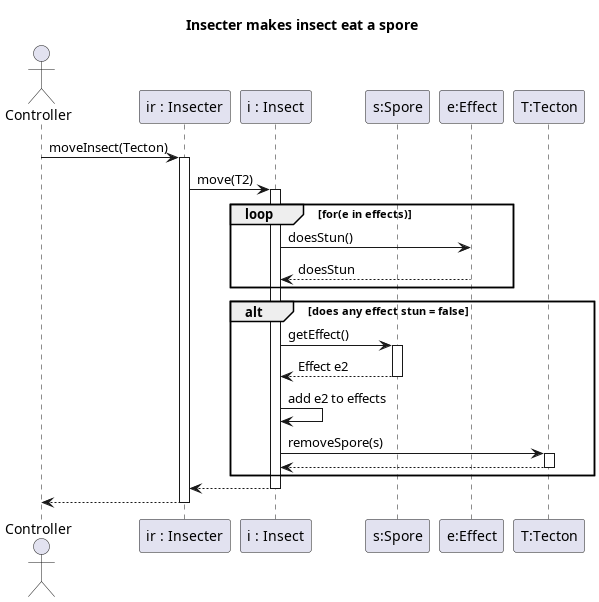 Insecter makes insect eat a spore
Controller
ir : Insecter
i : Insect
s:Spore
e:Effect
T:Tecton
moveInsect(Tecton)
move(T2)
loop
[for(e in effects)]
doesStun()
doesStun
alt
[does any effect stun = false]
getEffect()
Effect e2
add e2 to effects
removeSpore(s)
Controller
ir : Insecter
i : Insect
s:Spore
e:Effect
T:Tecton